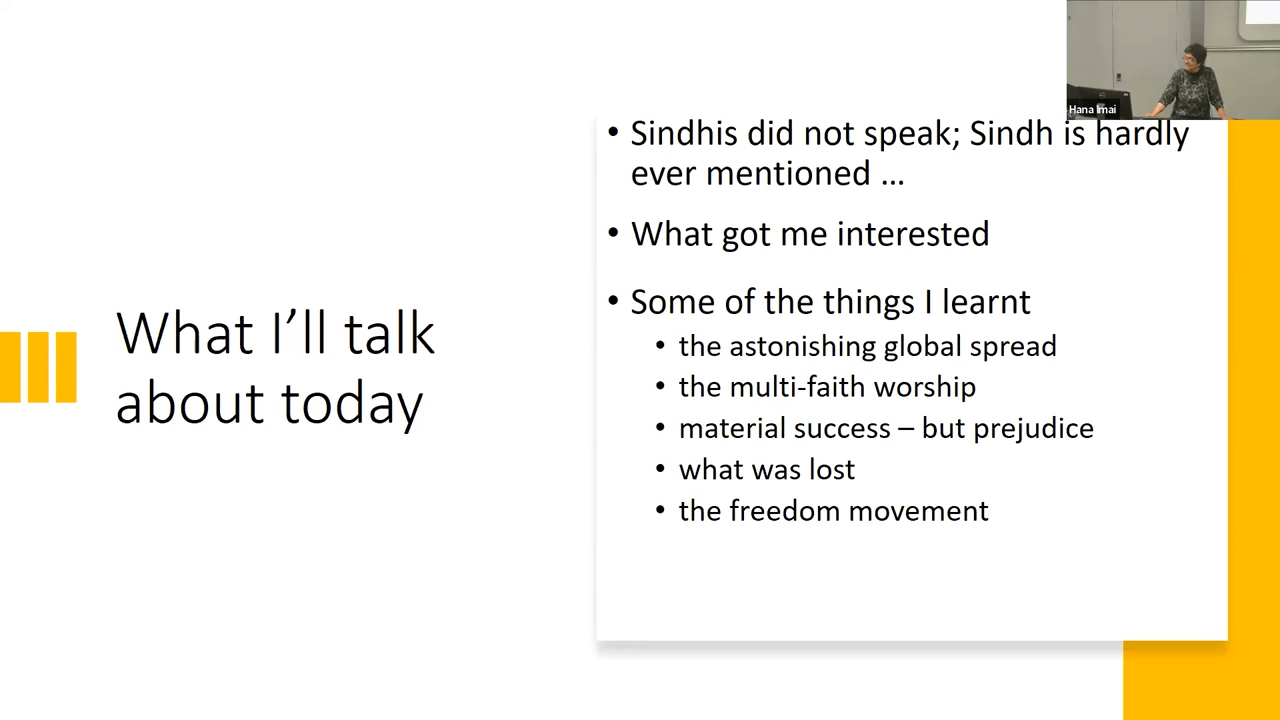 Hana Imai
• Sindhis did not speak; Sindh is hardly
ever mentioned …
• What got me interested
• Some of the things I learnt
• the astonishing global spread
• the multi-faith worship
• material success – but prejudice
• what was lost
• the freedom movement
What I’ll talk
about today